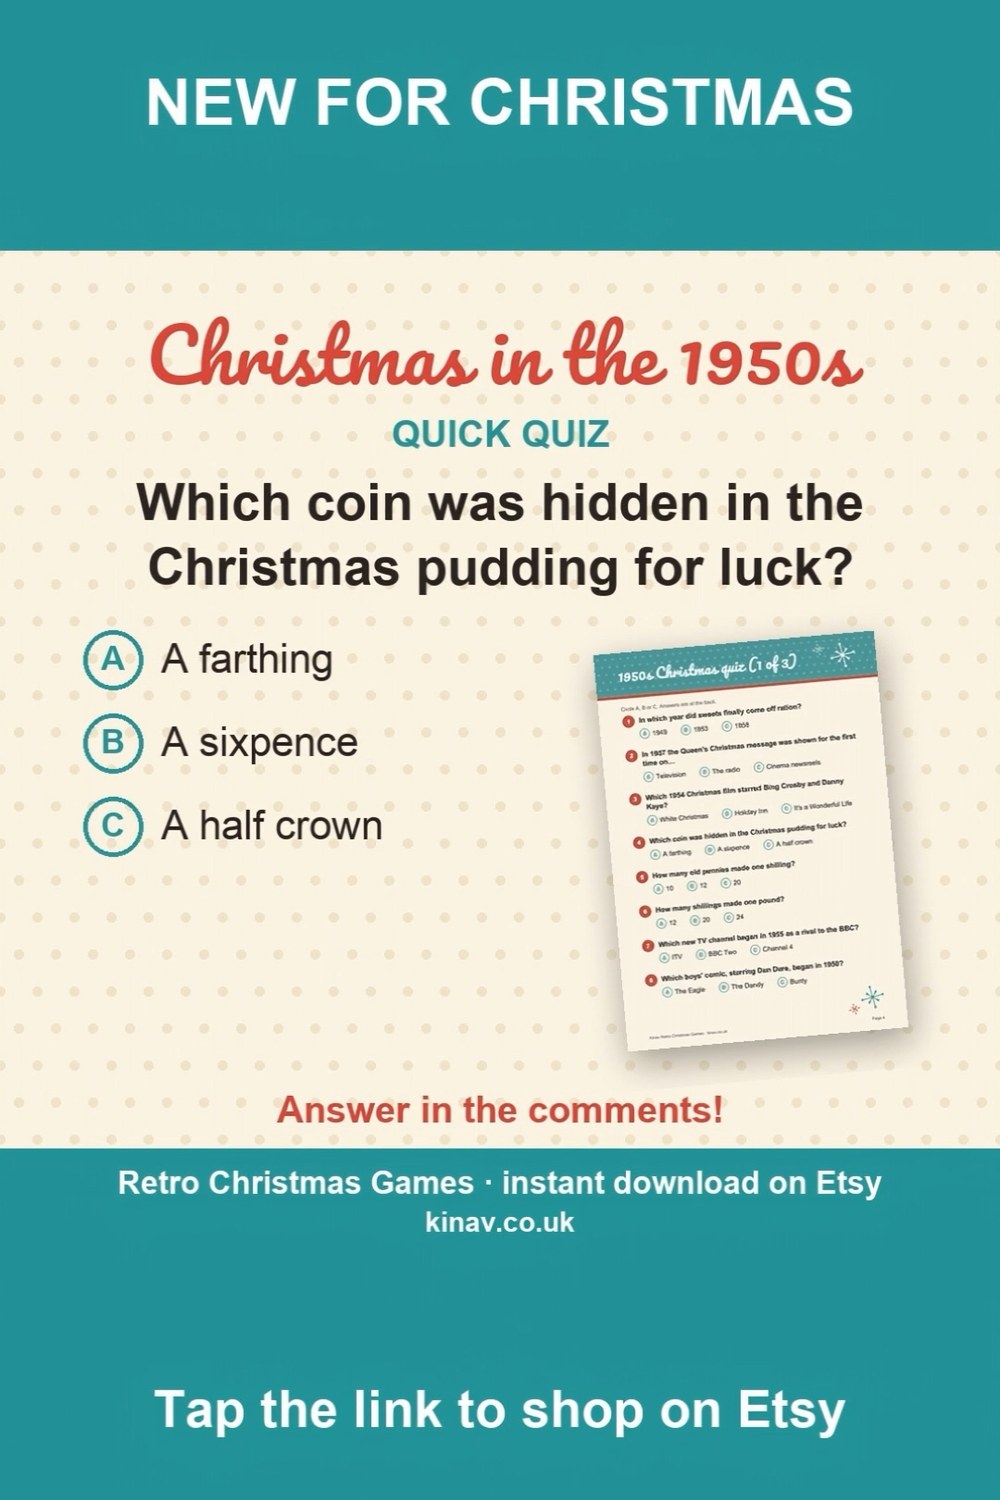 NEW FOR CHRISTMAS
Christmas in the 1950s
QUICK QUIZ
Which coin was hidden in the
Christmas pudding for luck?
A A farthing
B A sixpence
C A half crown
1950s Christmas quiz (1 of 3)
Circle A, B or C. Answers are at the back.
1 In which year did sweets finally come off ration?
A 1949 B 1953 C 1958
2 In 1957 the Queen's Christmas message was shown for the first
time on...
A Television B The radio C Cinema newsreels
3 Which 1954 Christmas film starred Bing Crosby and Danny
Kaye?
A White Christmas B Holiday Inn C It's a Wonderful Life
4 Which coin was hidden in the Christmas pudding for luck?
A A farthing B A sixpence C A half crown
5 How many old pennies made one shilling?
A 10 B 12 C 20
6 How many shillings made one pound?
A 12 B 20 C 24
7 Which new TV channel began in 1955 as a rival to the BBC?
A ITV B BBC Two C Channel 4
8 Which boys' comic, starring Dan Dare, began in 1950?
A The Eagle B The Dandy C Bunty
Retro Christmas Games
Page
Answer in the comments!
Retro Christmas Games · instant download on Etsy
kinav.co.uk
Tap the link to shop on Etsy